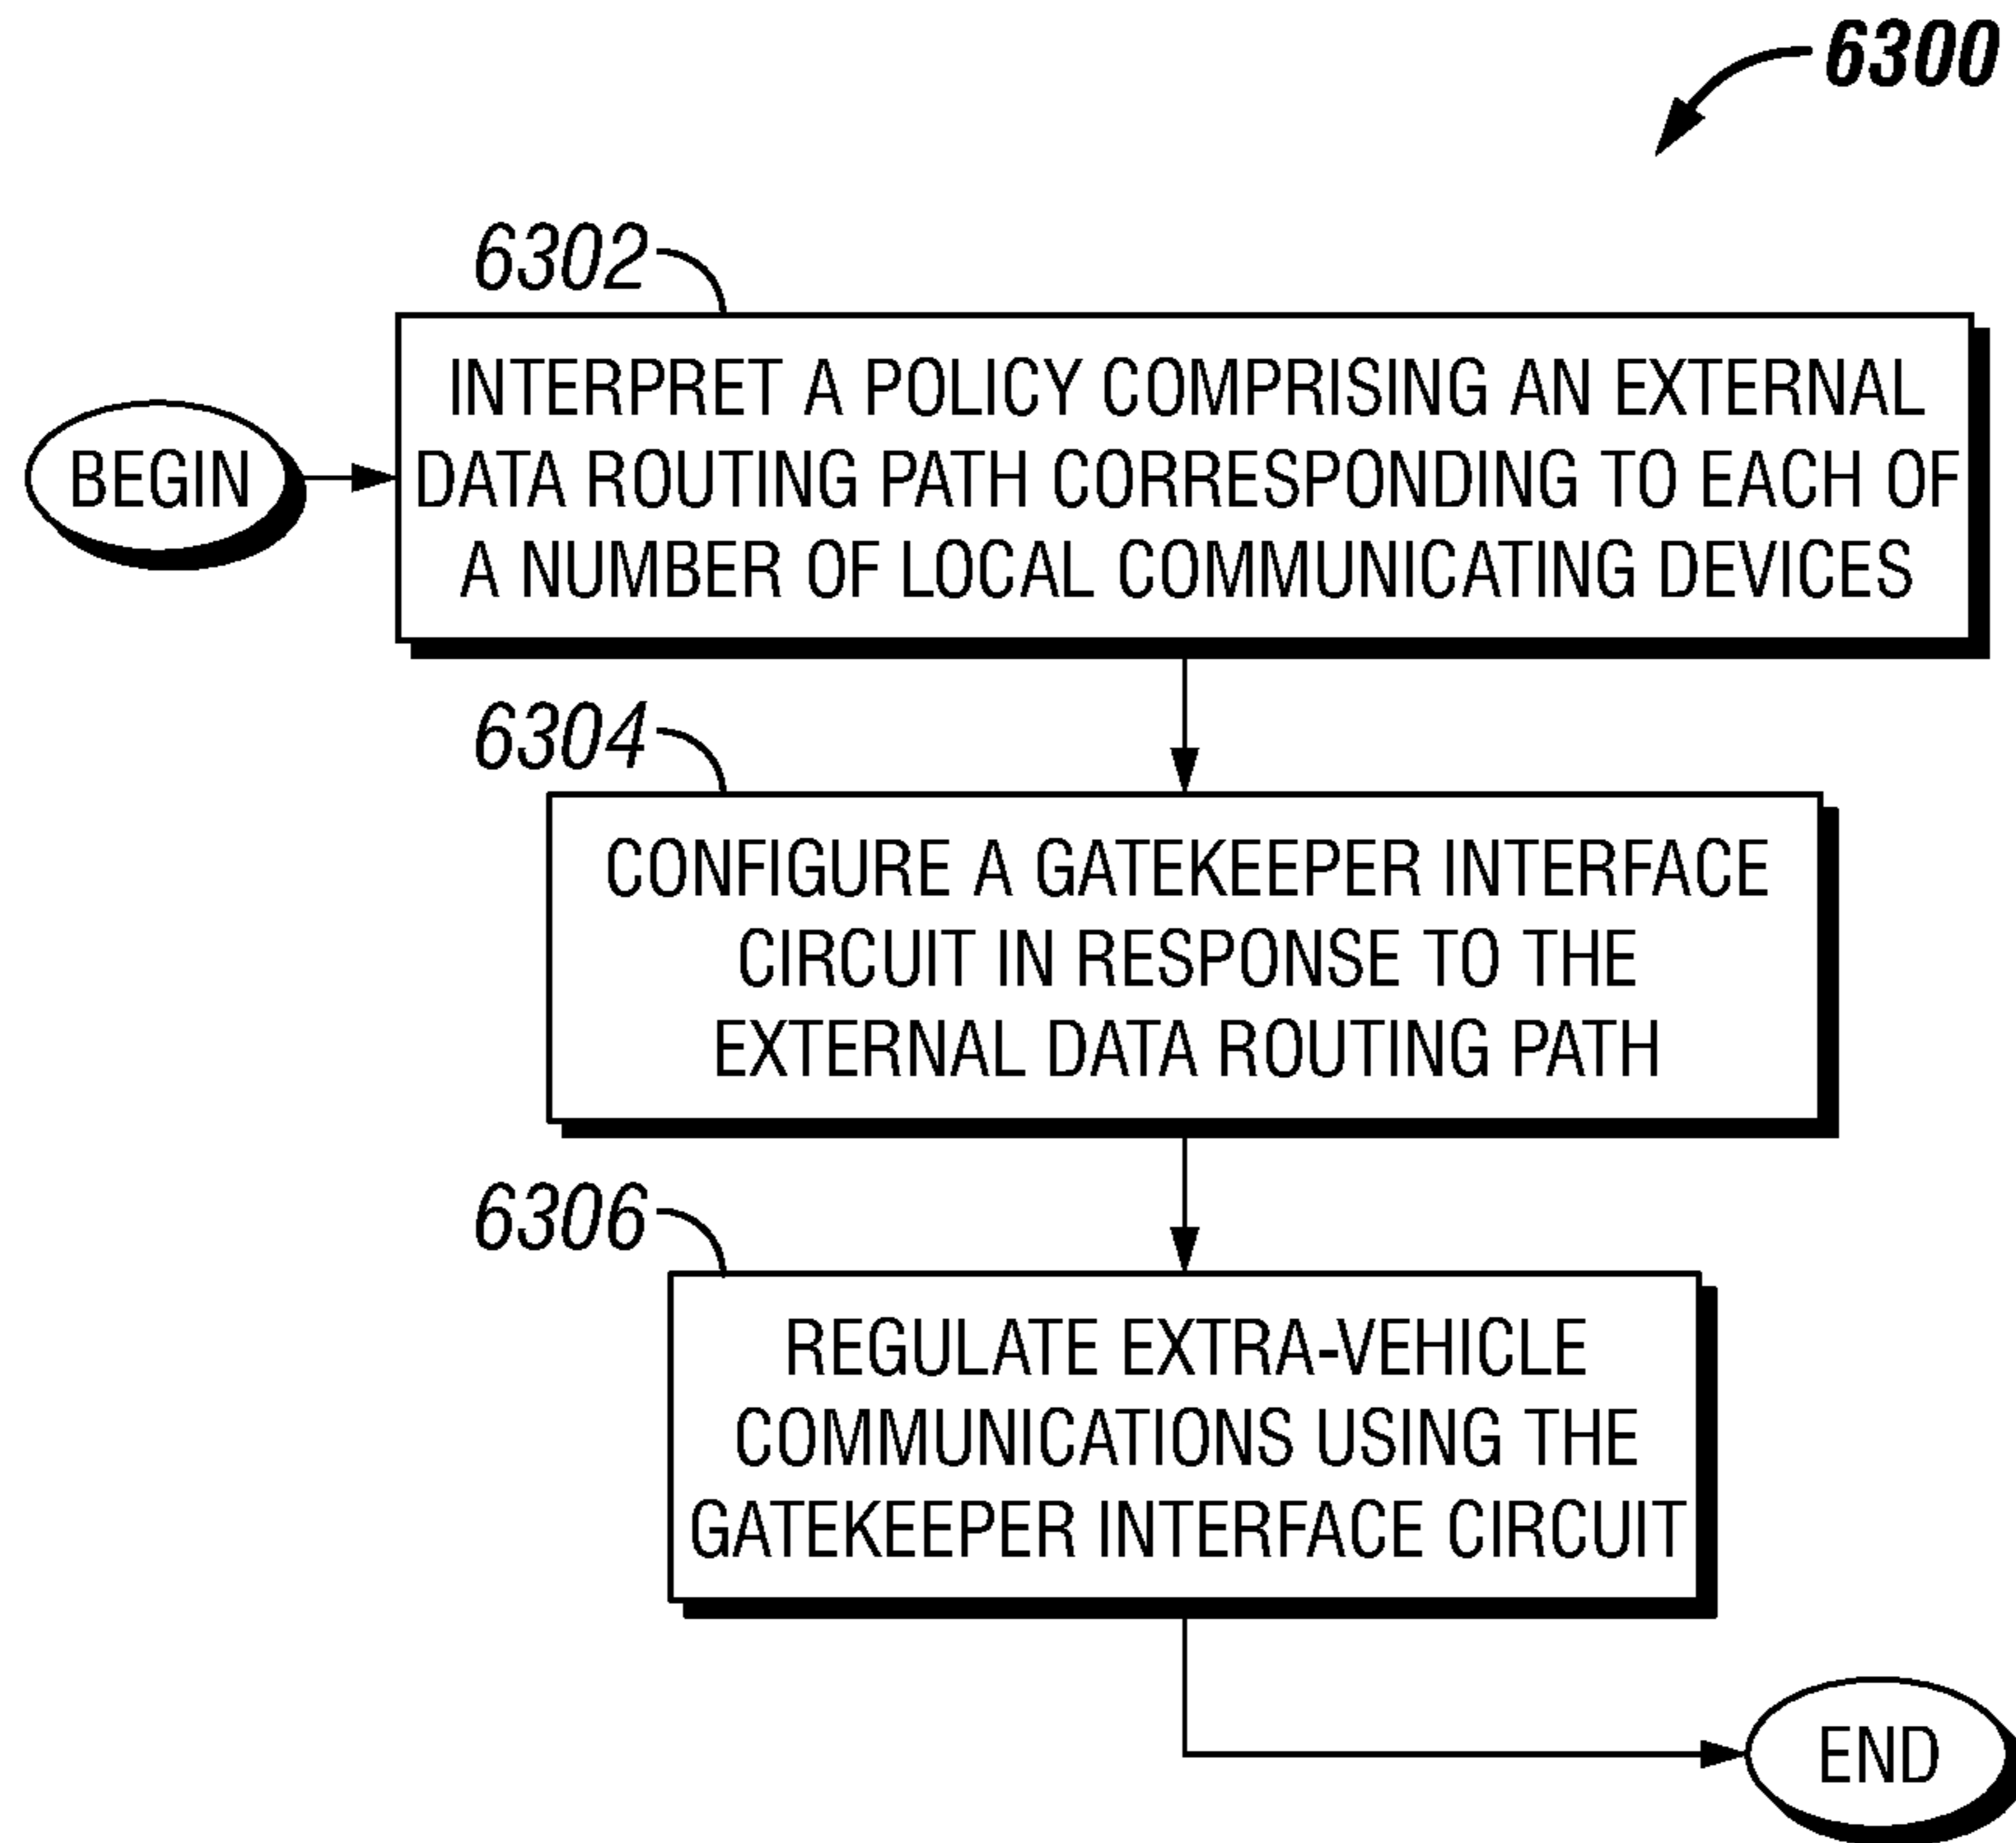 6300
6302
INTERPRET A POLICY COMPRISING AN EXTERNAL
DATA ROUTING PATH CORRESPONDING TO EACH OF
A NUMBER OF LOCAL COMMUNICATING DEVICES
BEGIN
6304
CONFIGURE A GATEKEEPER INTERFACE
CIRCUIT IN RESPONSE TO THE
EXTERNAL DATA ROUTING PATH
6306
REGULATE EXTRA-VEHICLE
COMMUNICATIONS USING THE
GATEKEEPER INTERFACE CIRCUIT
END